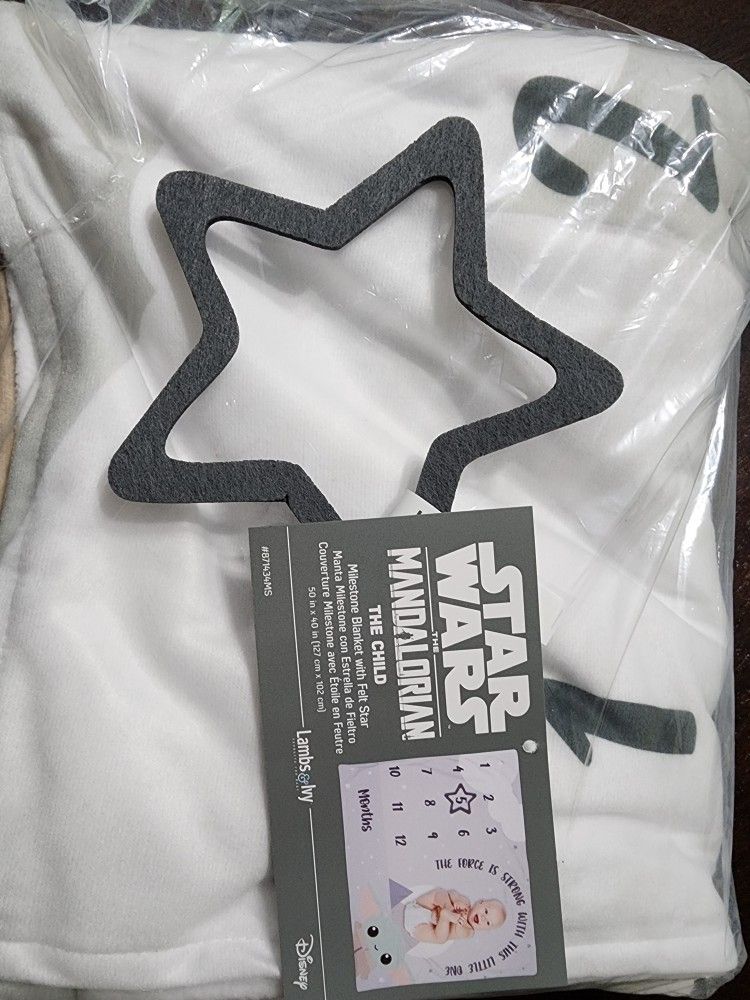 STAR
WARS
THE
MANDALORIAN
THE CHILD
Milestone Blanket with Felt Star
Manta Milestone con Estrella de Fieltro
Couverture Milestone avec Étoile en Feutre
50 in x 40 in (127 cm x 102 cm)
#871434MS
Lambs & Ivy
Disney
1 2 3
4 5 6
7 8 9
10 11 12
Months
THE FORCE IS STRONG WITH THIS LITTLE ONE